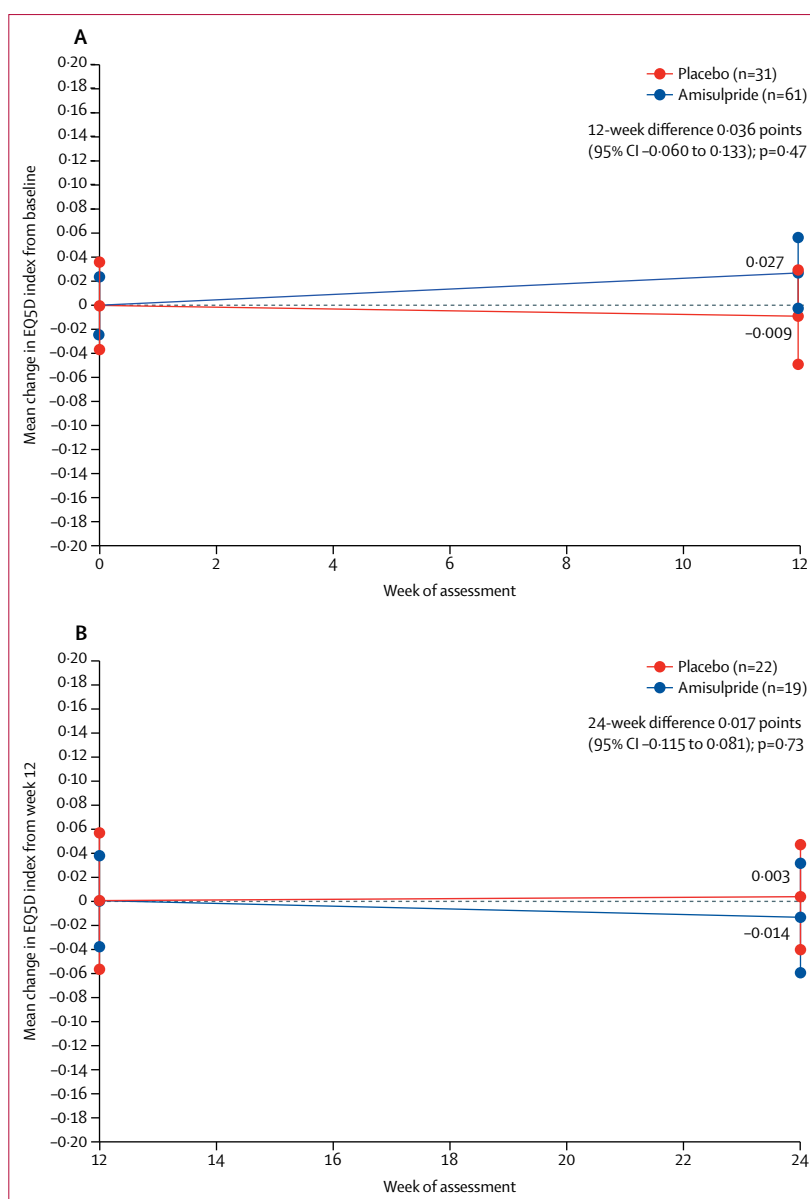 A
0·20
0·18
0·16
0·14
0·12
0·10
0·08
0·06
0·04
0·02
0
–0·02
–0·04
–0·06
–0·08
–0·10
–0·12
–0·14
–0·16
–0·18
–0·20
Mean change in EQ5D index from baseline
Placebo (n=31)
Amisulpride (n=61)
12-week difference 0·036 points
(95% CI –0·060 to 0·133); p=0·47
0·027
–0·009
0 2 4 6 8 10 12
Week of assessment
B
0·20
0·18
0·16
0·14
0·12
0·10
0·08
0·06
0·04
0·02
0
–0·02
–0·04
–0·06
–0·08
–0·10
–0·12
–0·14
–0·16
–0·18
–0·20
Mean change in EQ5D index from week 12
Placebo (n=22)
Amisulpride (n=19)
24-week difference 0·017 points
(95% CI –0·115 to 0·081); p=0·73
0·003
–0·014
12 14 16 18 20 22 24
Week of assessment